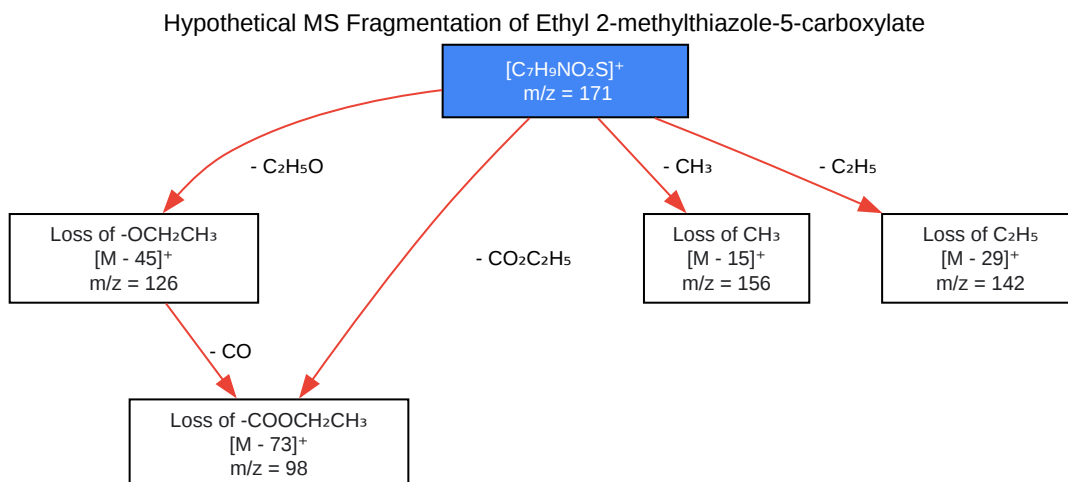 Hypothetical MS Fragmentation of Ethyl 2-methylthiazole-5-carboxylate
[C₇H₉NO₂S]⁺
m/z = 171
- C₂H₅O
- CH₃
- C₂H₅
- CO₂C₂H₅
Loss of -OCH₂CH₃
[M - 45]⁺
m/z = 126
Loss of CH₃
[M - 15]⁺
m/z = 156
Loss of C₂H₅
[M - 29]⁺
m/z = 142
- CO
Loss of -COOCH₂CH₃
[M - 73]⁺
m/z = 98